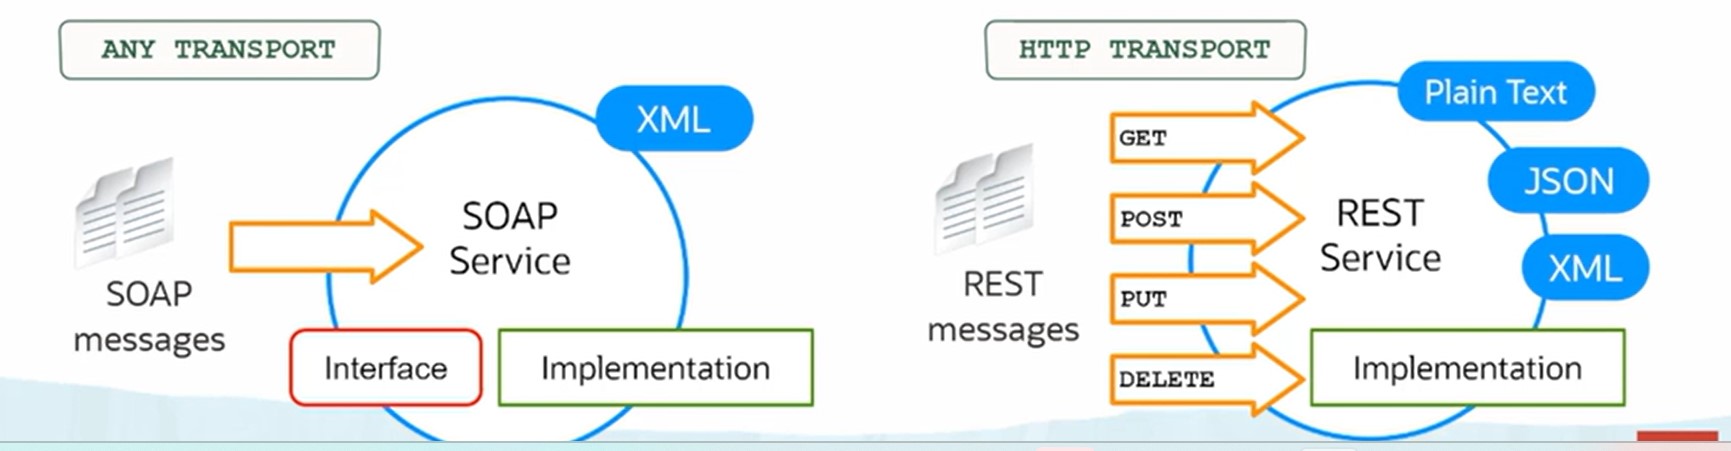 ANY TRANSPORT
XML
SOAP
Service
SOAP
messages
Interface
Implementation
HTTP TRANSPORT
Plain Text
GET
JSON
POST
REST
Service
XML
REST
messages
PUT
DELETE
Implementation